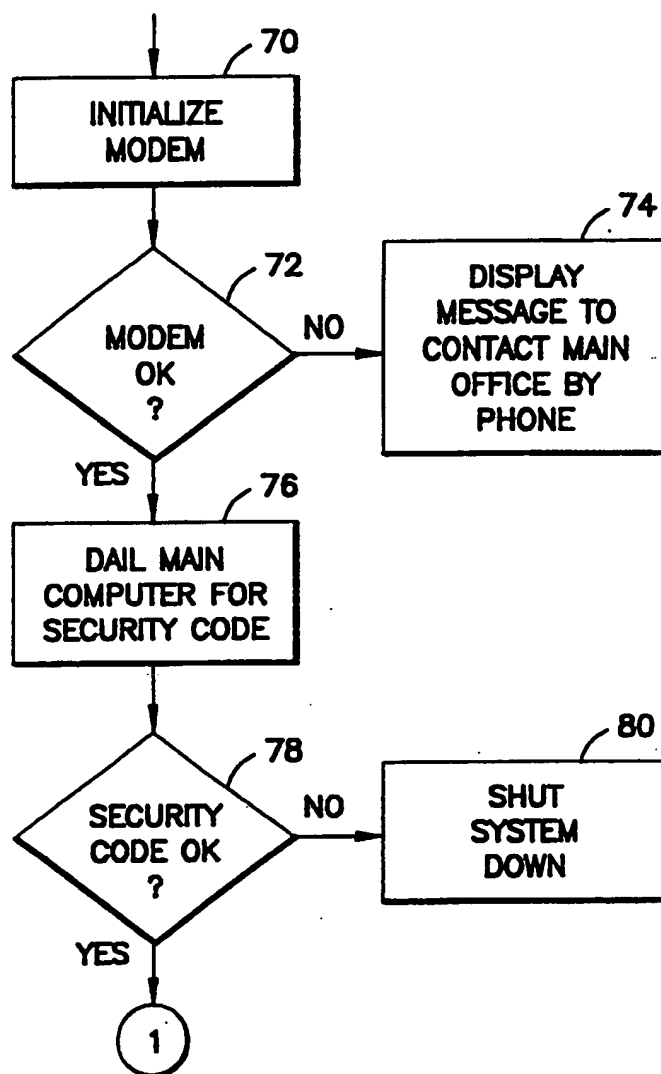 70
INITIALIZE
MODEM
72
MODEM
OK
?
NO
74
DISPLAY
MESSAGE TO
CONTACT MAIN
OFFICE BY
PHONE
YES
76
DAIL MAIN
COMPUTER FOR
SECURITY CODE
78
SECURITY
CODE OK
?
NO
80
SHUT
SYSTEM
DOWN
YES
1